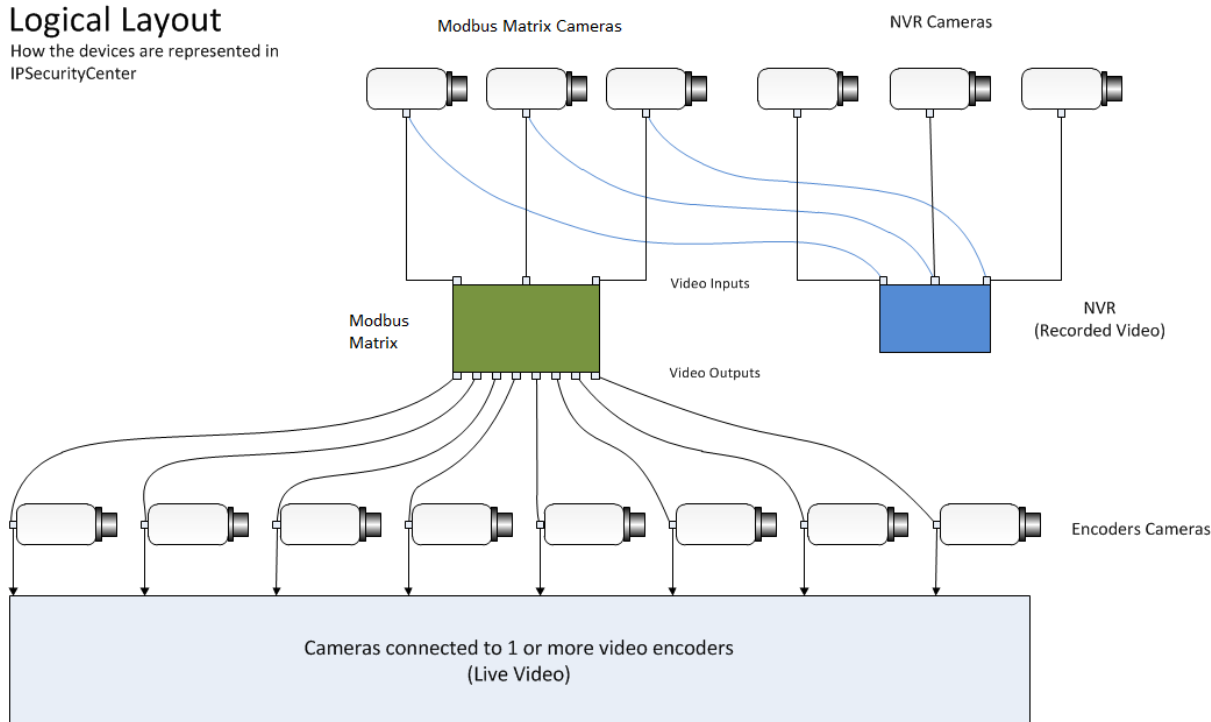 Logical Layout
How the devices are represented in
IPSecurityCenter
Modbus Matrix Cameras
NVR Cameras
Video Inputs
Modbus
Matrix
NVR
(Recorded Video)
Video Outputs
Encoders Cameras
Cameras connected to 1 or more video encoders
(Live Video)